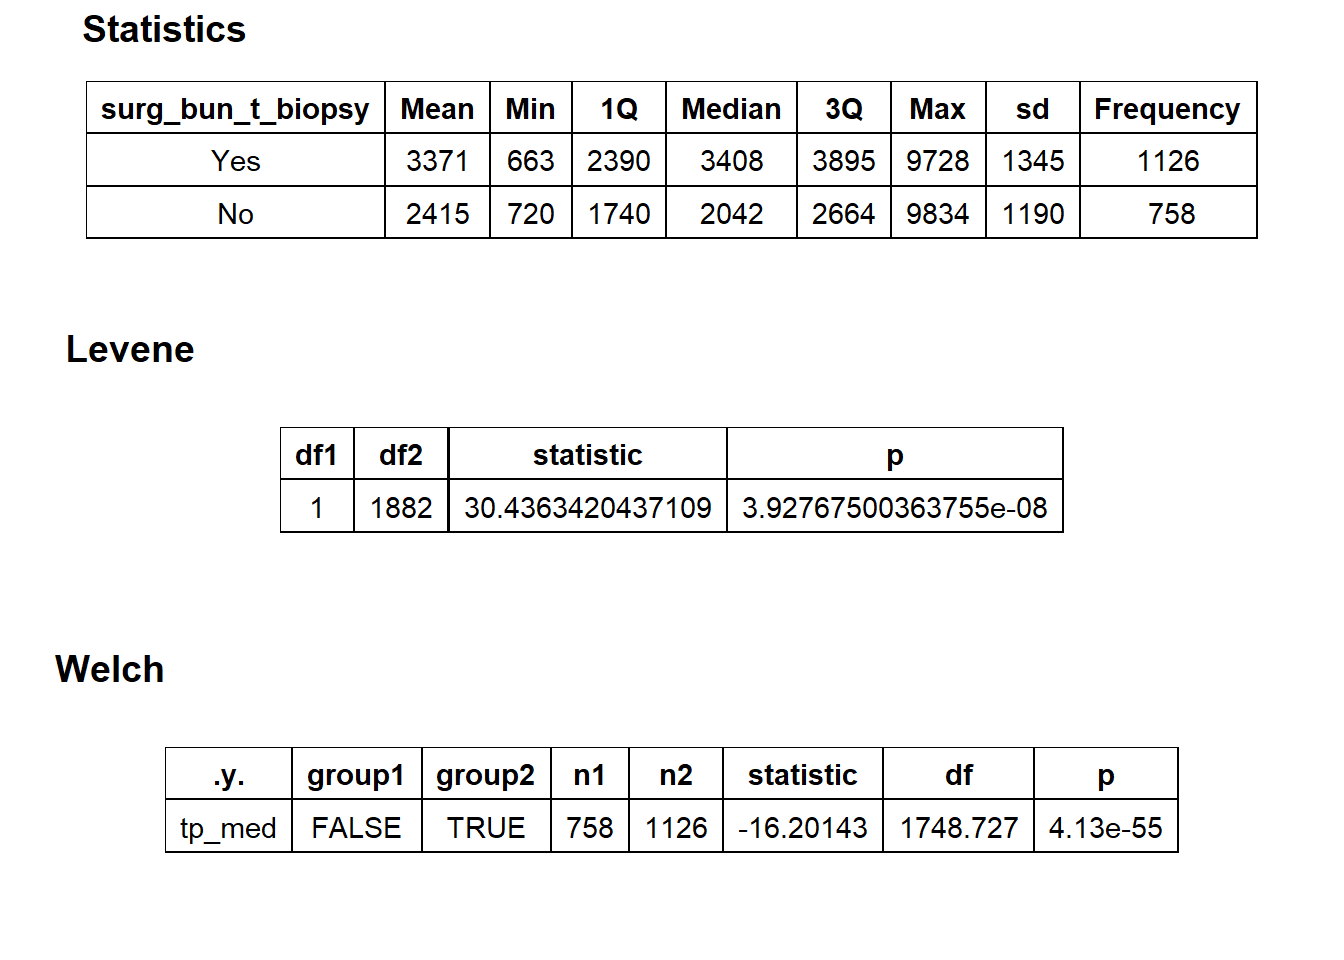 Statistics
surg_bun_t_biopsy Mean Min 1Q Median 3Q Max sd Frequency
Yes 3371 663 2390 3408 3895 9728 1345 1126
No 2415 720 1740 2042 2664 9834 1190 758
Levene
df1 df2 statistic p
1 1882 30.4363420437109 3.92767500363755e-08
Welch
.y. group1 group2 n1 n2 statistic df p
tp_med FALSE TRUE 758 1126 -16.20143 1748.727 4.13e-55